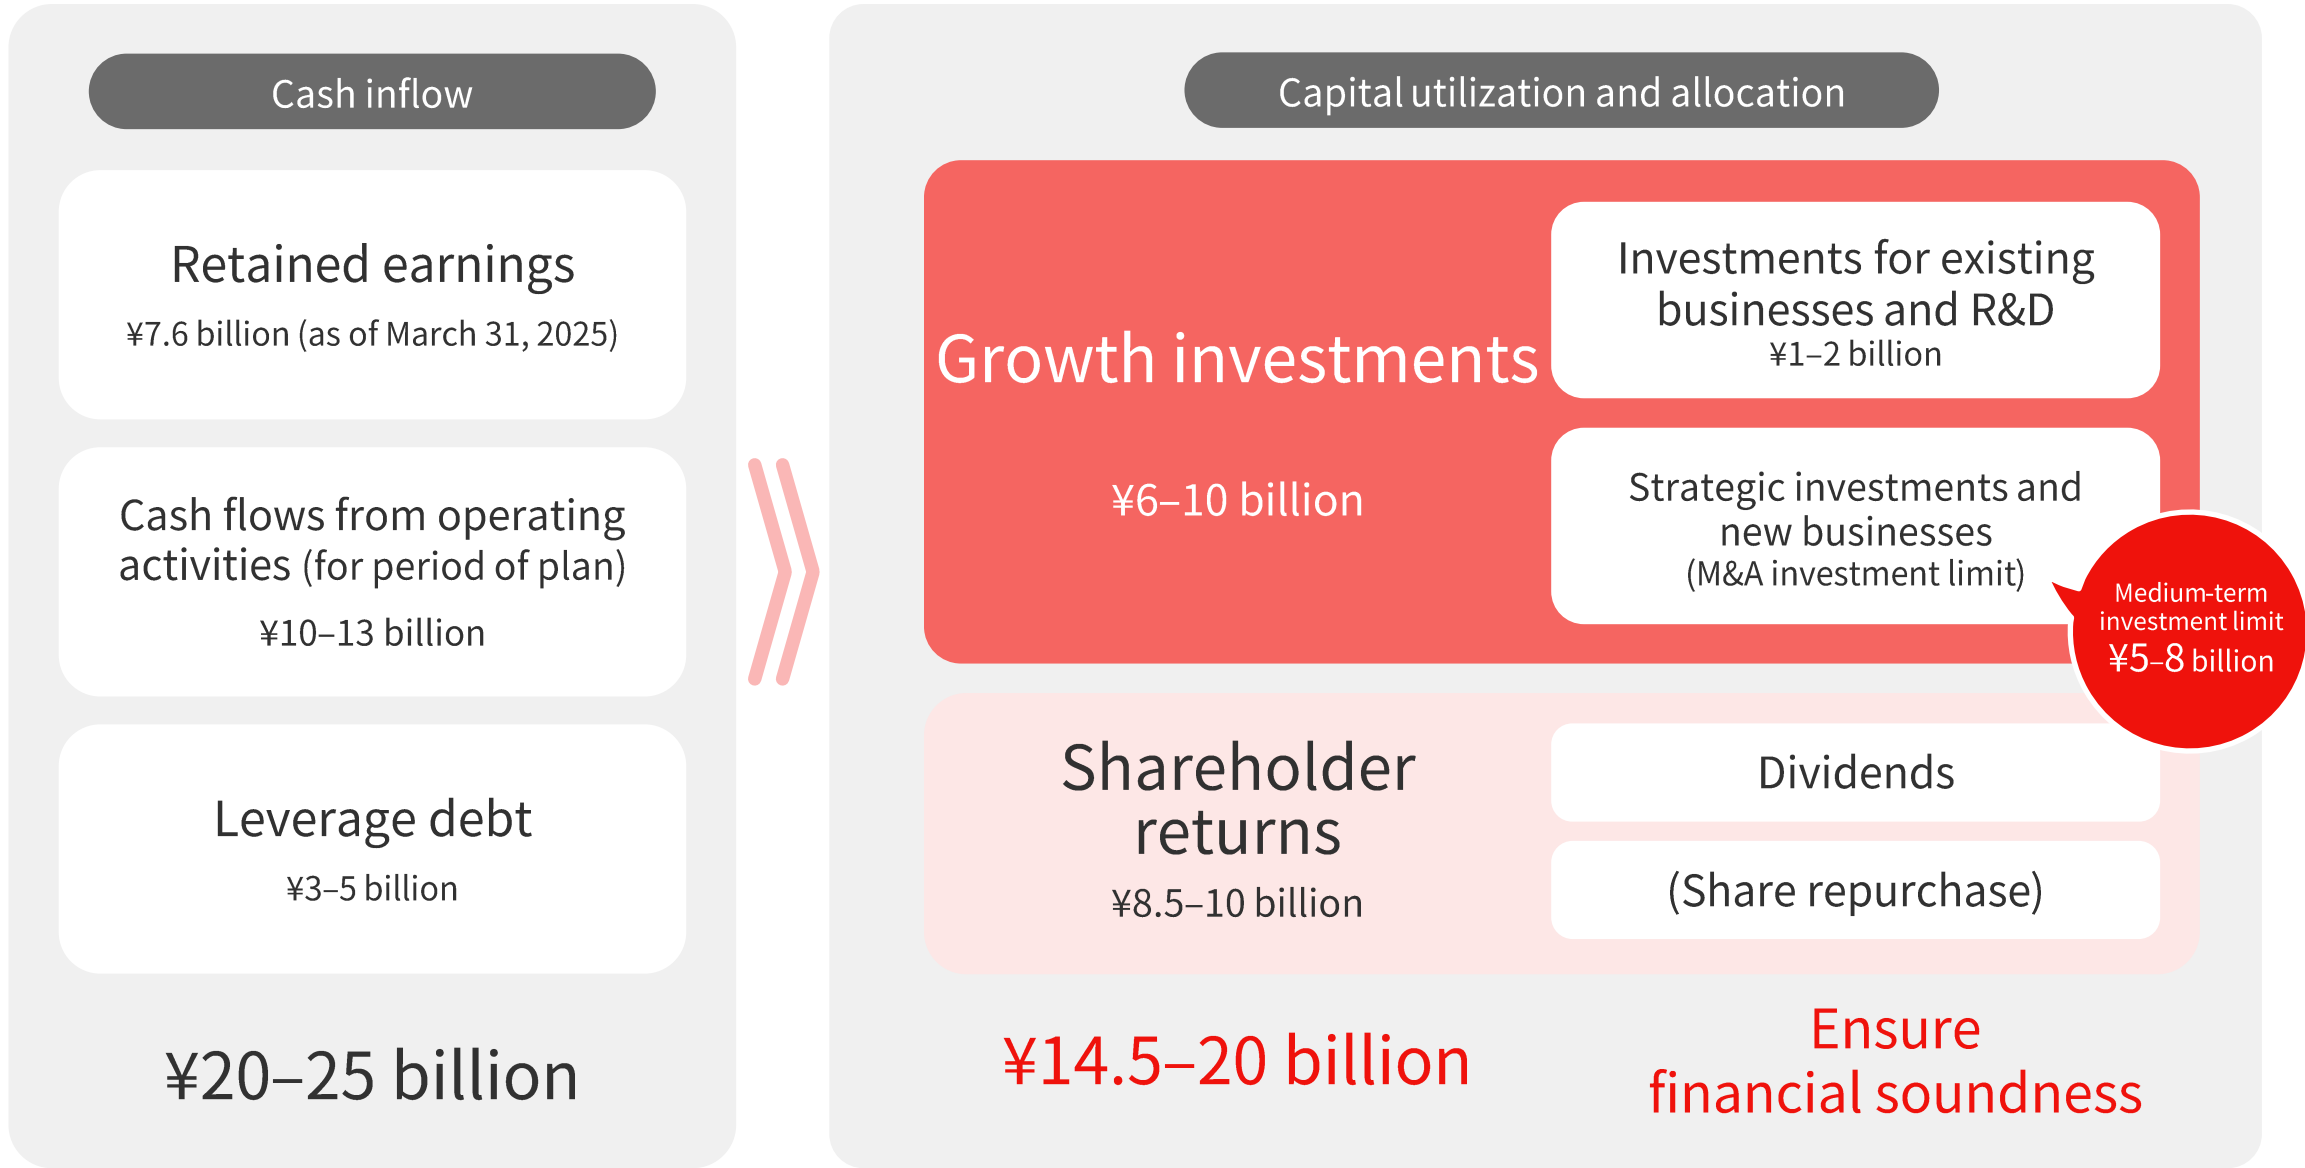 Cash inflow
Retained earnings
¥7.6 billion (as of March 31, 2025)
Cash flows from operating
activities (for period of plan)
¥10–13 billion
Leverage debt
¥3–5 billion
¥20–25 billion
Capital utilization and allocation
Growth investments
¥6–10 billion
Investments for existing
businesses and R&D
¥1–2 billion
Strategic investments and
new businesses
(M&A investment limit)
Medium-term
investment limit
¥5–8 billion
Shareholder
returns
¥8.5–10 billion
Dividends
(Share repurchase)
¥14.5–20 billion
Ensure
financial soundness